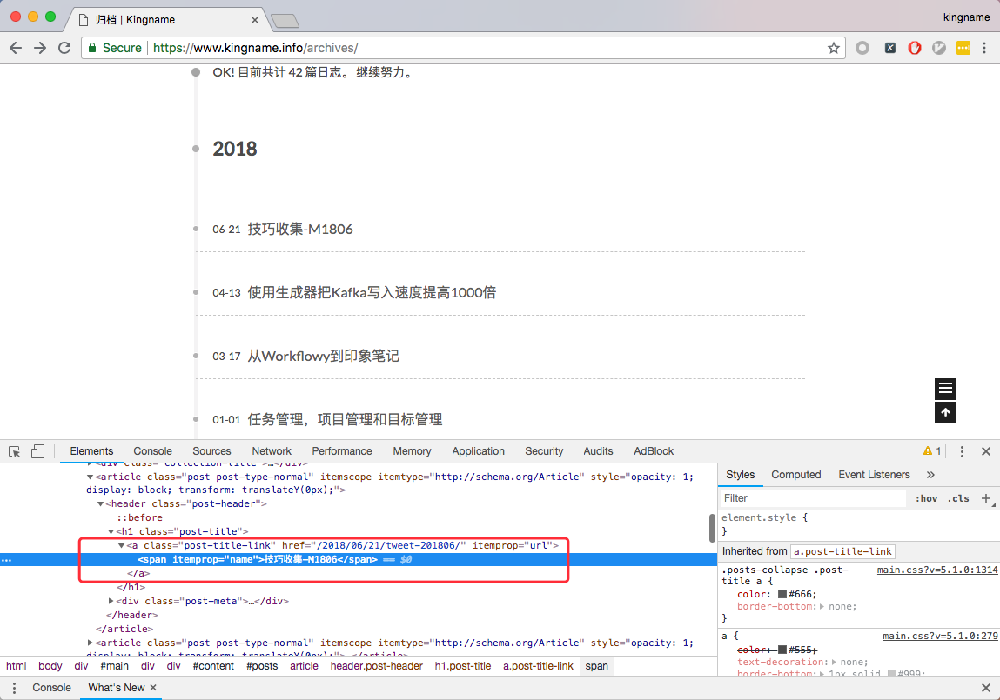 归档 | Kingname
kingname
Secure https://www.kingname.info/archives/
OK! 目前共计 42 篇日志。 继续努力。
2018
06-21 技巧收集-M1806
04-13 使用生成器把Kafka写入速度提高1000倍
03-17 从Workflowy到印象笔记
01-01 任务管理，项目管理和目标管理
Elements Console Sources Network Performance Memory Application Security Audits AdBlock 1
<div class="collection-title">…</div>
<article class="post post-type-normal" itemscope itemtype="http://schema.org/Article" style="opacity: 1;
display: block; transform: translateY(0px);">
<header class="post-header">
::before
<h1 class="post-title">
<a class="post-title-link" href="/2018/06/21/tweet-201806/" itemprop="url">
<span itemprop="name">技巧收集-M1806</span> == $0
</a>
</h1>
<div class="post-meta">…</div>
</header>
</article>
<article class="post post-type-normal" itemscope itemtype="http://schema.org/Article" style="opacity: 1;
display: block; transform: translateY(0px);">…</article>
html body div #main div div #content #posts article header.post-header h1.post-title a.post-title-link span
Styles Computed Event Listeners »
Filter :hov .cls +
element.style {
}
Inherited from a.post-title-link
.posts-collapse .post-title a { main.css?v=5.1.0:1314
color: #666;
border-bottom: none;
}
a { main.css?v=5.1.0:279
color: #555;
text-decoration: none;
border-bottom: 1px solid #999;
Console What's New